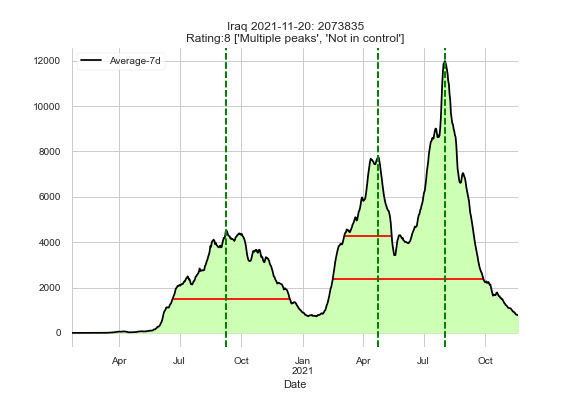 Iraq 2021-11-20: 2073835
Rating:8 ['Multiple peaks', 'Not in control']
Average-7d
12000
10000
8000
6000
4000
2000
0
Apr Jul Oct Jan Apr Jul Oct
2021
Date